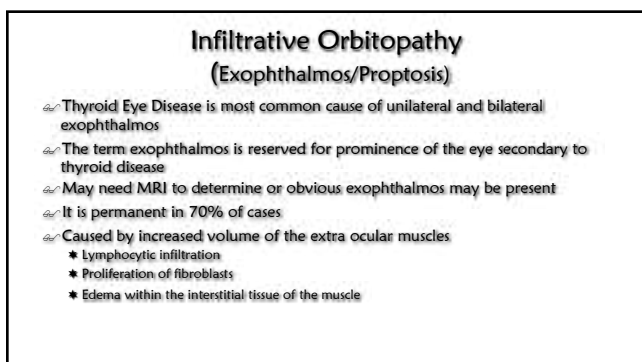 Infiltrative Orbitopathy
(Exophthalmos/Proptosis)
Thyroid Eye Disease is most common cause of unilateral and bilateral
exophthalmos
The term exophthalmos is reserved for prominence of the eye secondary to
thyroid disease
May need MRI to determine or obvious exophthalmos may be present
It is permanent in 70% of cases
Caused by increased volume of the extra ocular muscles
Lymphocytic infiltration
Proliferation of fibroblasts
Edema within the interstitial tissue of the muscle